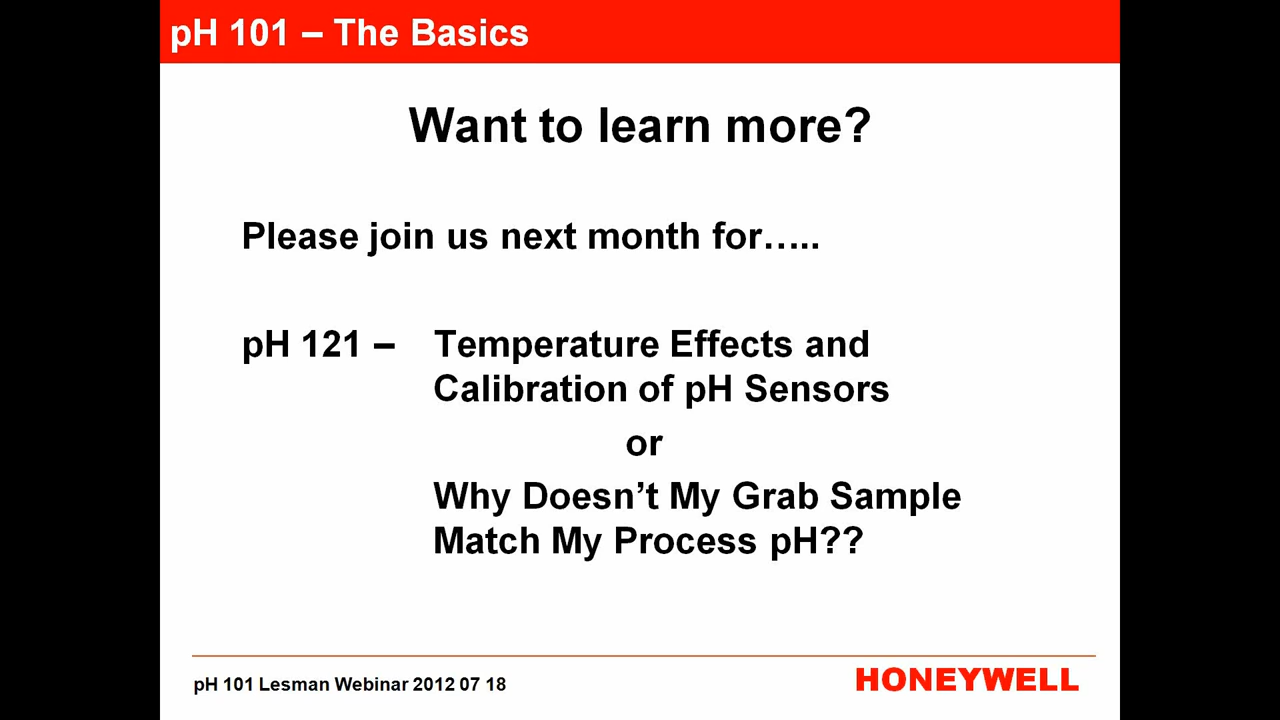 pH 101 – The Basics
Want to learn more?
Please join us next month for…..
pH 121 – Temperature Effects and
Calibration of pH Sensors
or
Why Doesn’t My Grab Sample
Match My Process pH??
pH 101 Lesman Webinar 2012 07 18
HONEYWELL